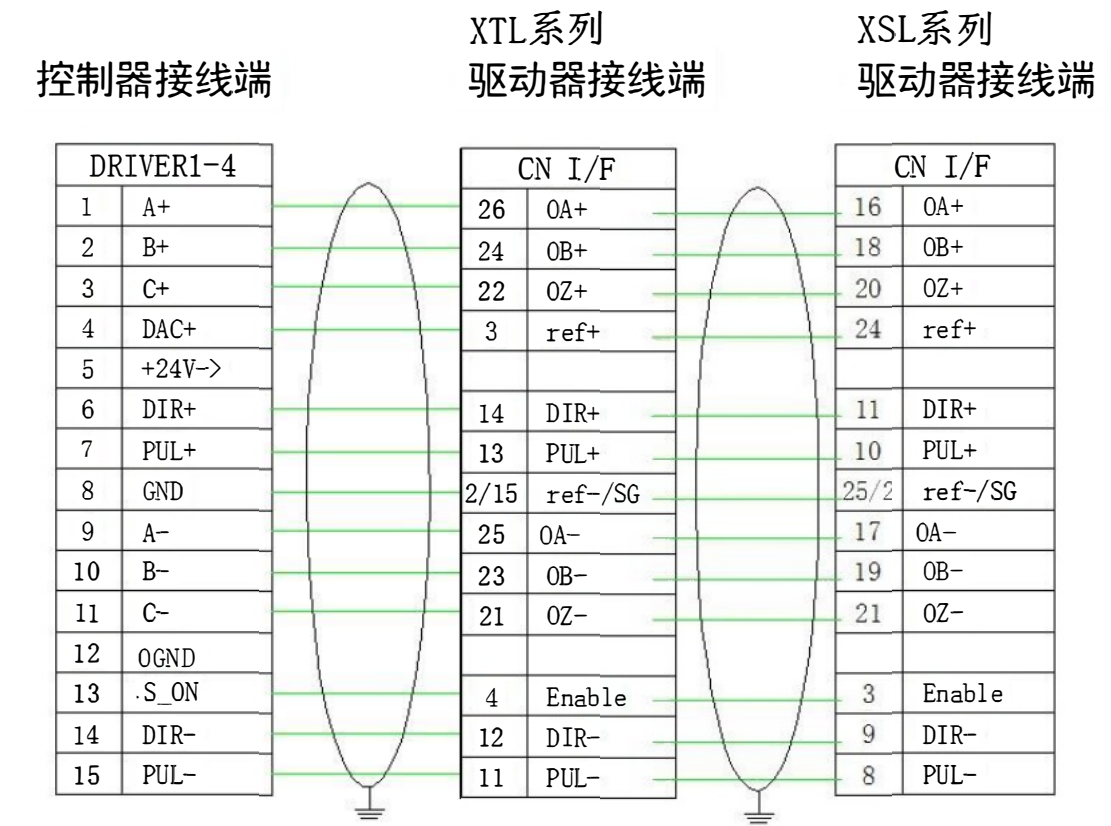 XTL系列
XSL系列
控制器接线端
驱动器接线端
驱动器接线端
DRIVER1-4
CN I/F
CN I/F
1 A+ 26 OA+ 16 OA+
2 B+ 24 OB+ 18 OB+
3 C+ 22 OZ+ 20 OZ+
4 DAC+ 3 ref+ 24 ref+
5 +24V->
6 DIR+ 14 DIR+ 11 DIR+
7 PUL+ 13 PUL+ 10 PUL+
8 GND 2/15 ref-/SG 25/2 ref-/SG
9 A- 25 OA- 17 OA-
10 B- 23 OB- 19 OB-
11 C- 21 OZ- 21 OZ-
12 OGND
13 .S_ON 4 Enable 3 Enable
14 DIR- 12 DIR- 9 DIR-
15 PUL- 11 PUL- 8 PUL-